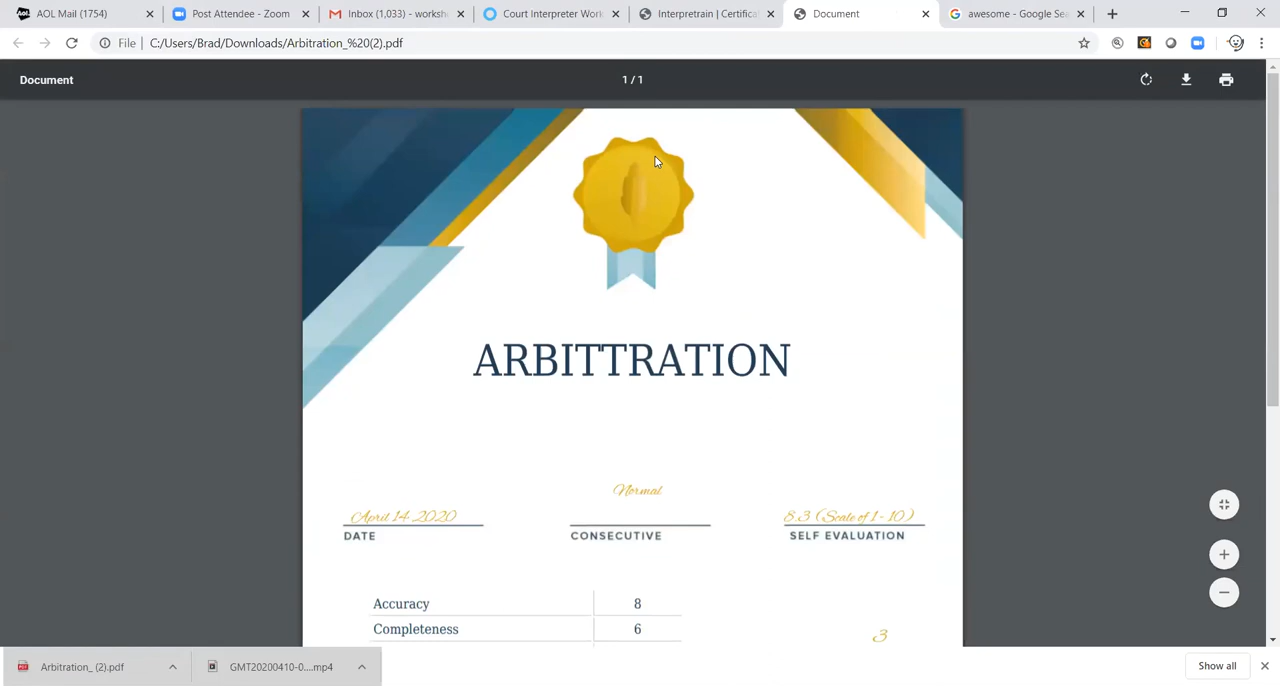 AOL Mail (1754)
Post Attendee - Zoom
Inbox (1,033) - worksh
Court Interpreter Wor
Interpretrain | Certifica
Document
awesome - Google Sea
File | C:/Users/Brad/Downloads/Arbitration_%20(2).pdf
Document
1 / 1
ARBITTRATION
Normal
April 14, 2020
8.3 (Scale of 1 - 10)
DATE
CONSECUTIVE
SELF EVALUATION
Accuracy 8
Completeness 6
3
Arbitration_ (2).pdf
GMT20200410-0....mp4
Show all